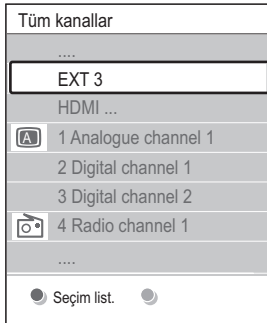 Tüm kanallar
....
EXT 3
HDMI ...
A 1 Analogue channel 1
2 Digital channel 1
3 Digital channel 2
4 Radio channel 1
....
Seçim list.